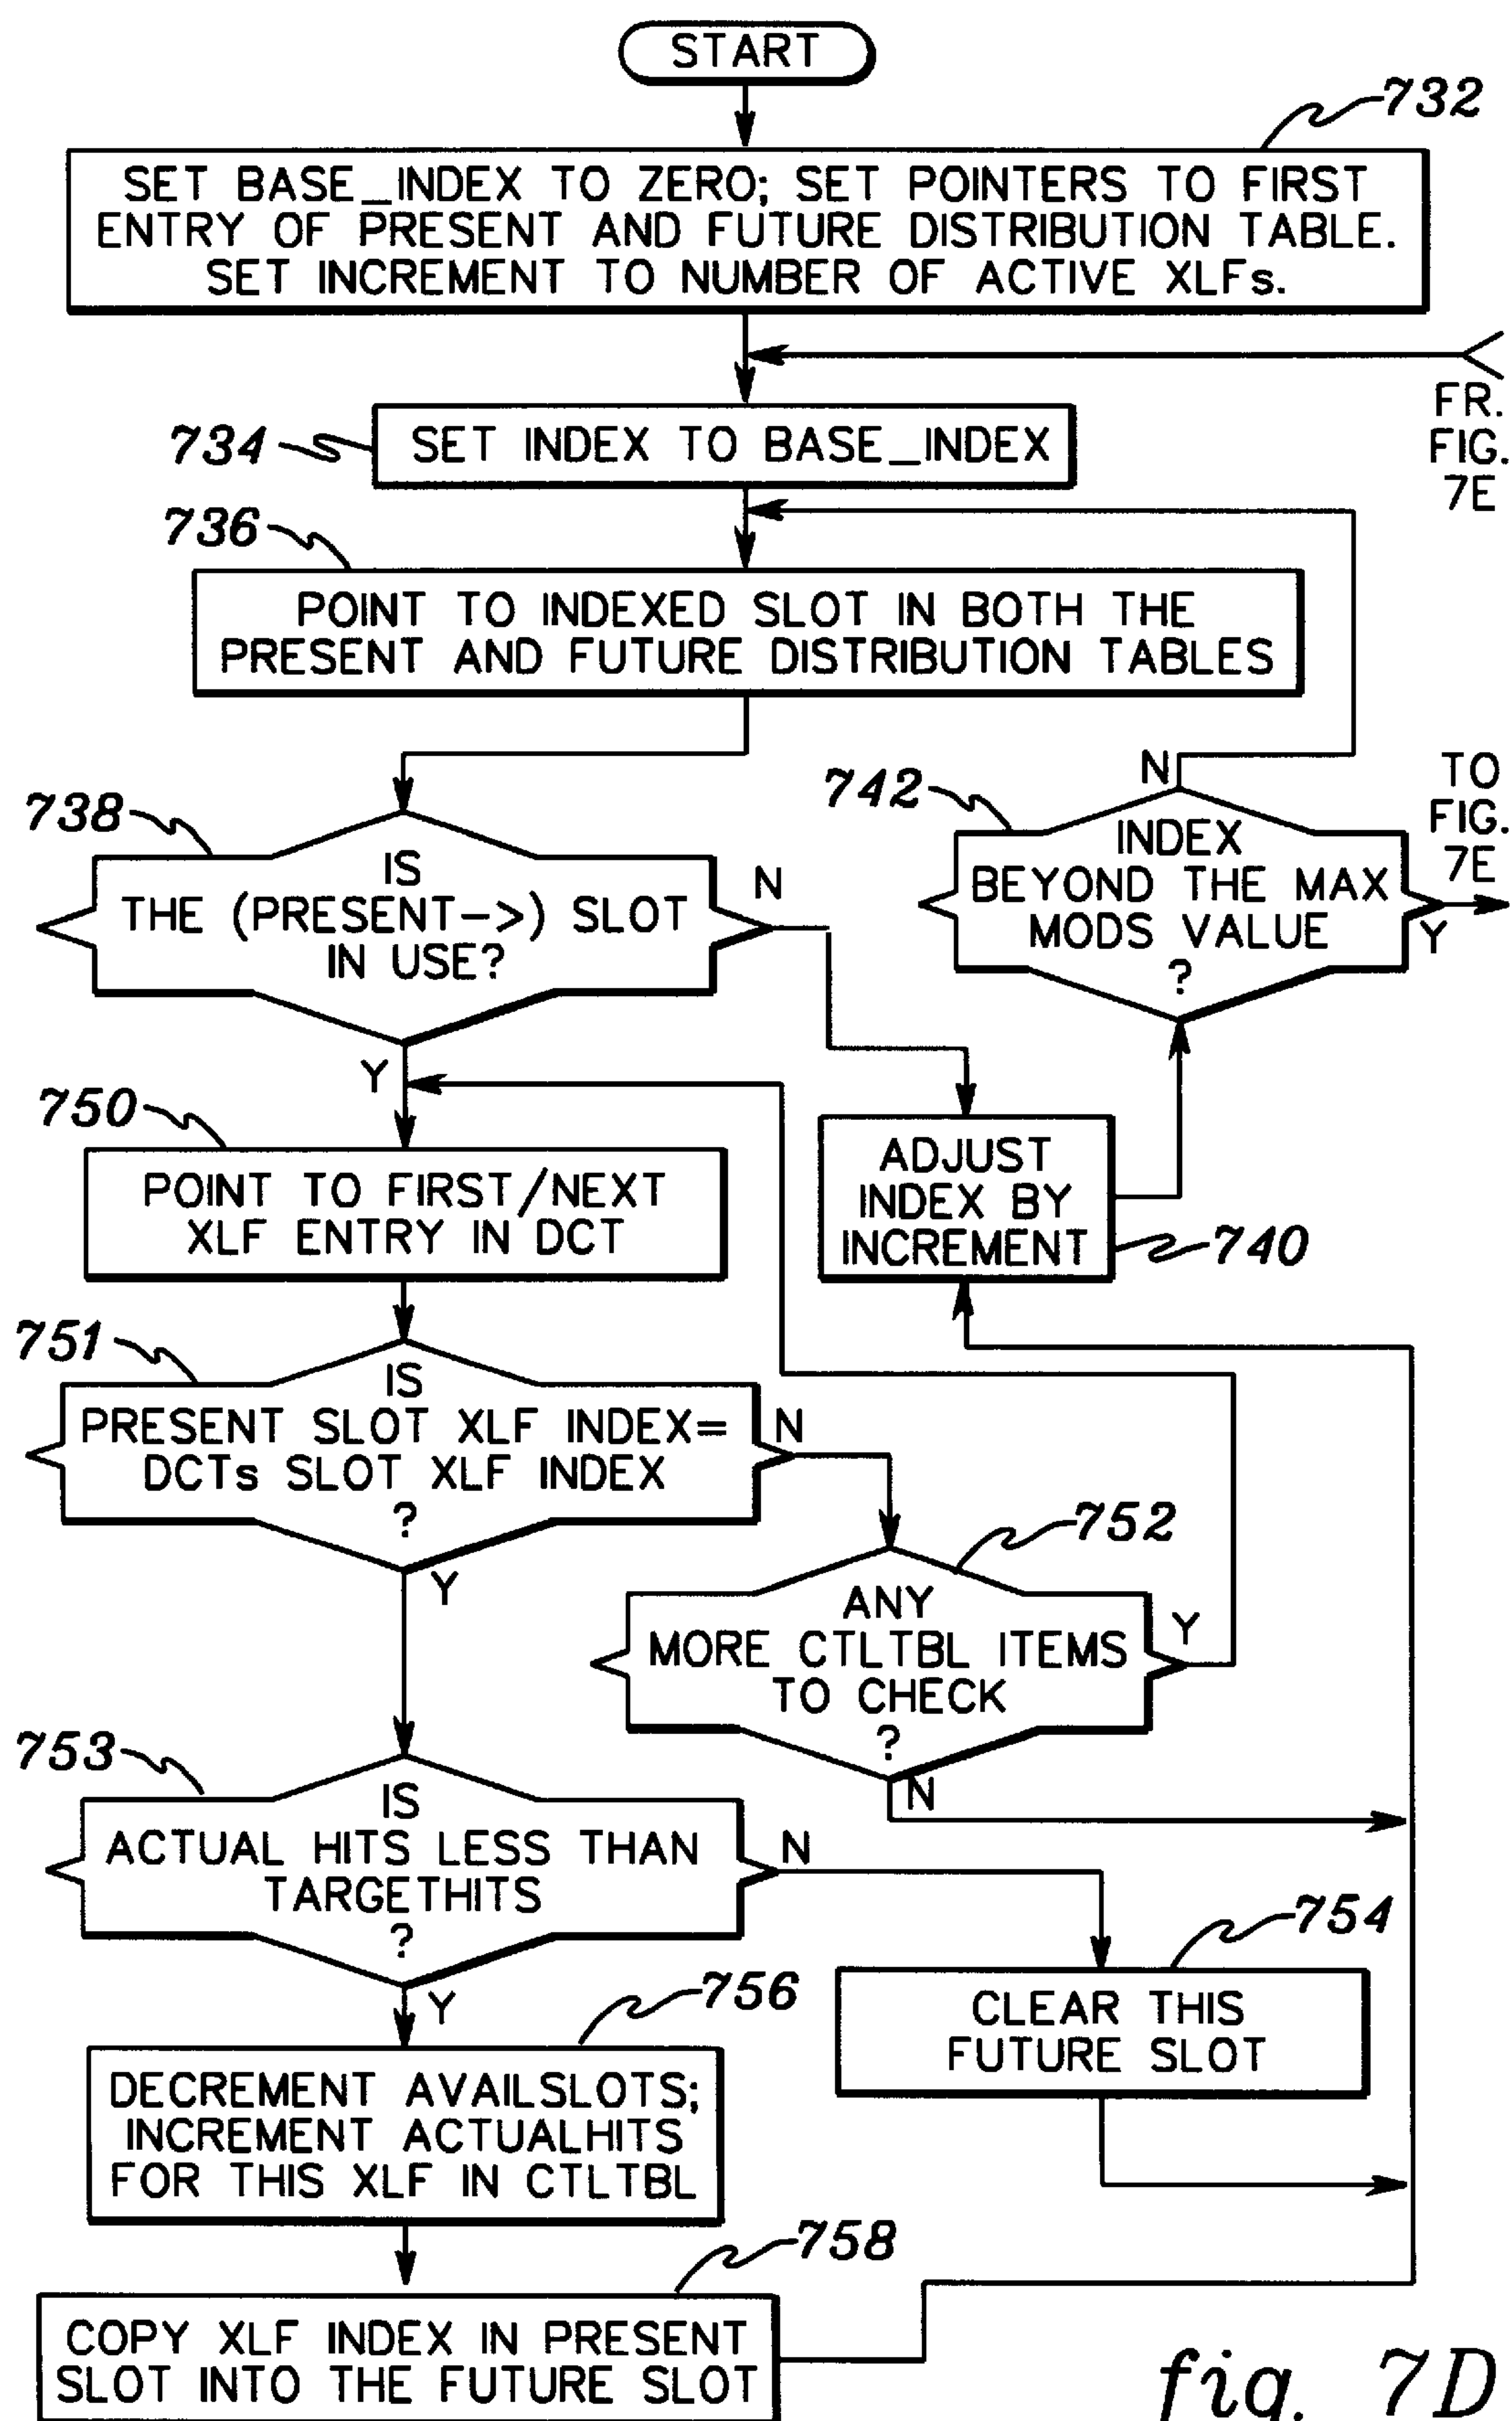 START
732
SET BASE_INDEX TO ZERO; SET POINTERS TO FIRST
ENTRY OF PRESENT AND FUTURE DISTRIBUTION TABLE.
SET INCREMENT TO NUMBER OF ACTIVE XLFs.
FR.
FIG.
7E
734
SET INDEX TO BASE_INDEX
736
POINT TO INDEXED SLOT IN BOTH THE
PRESENT AND FUTURE DISTRIBUTION TABLES
738
IS
THE (PRESENT->) SLOT
IN USE?
N
Y
742
N
INDEX
BEYOND THE MAX
MODS VALUE
?
Y
TO
FIG.
7E
750
POINT TO FIRST/NEXT
XLF ENTRY IN DCT
ADJUST
INDEX BY
INCREMENT
740
751
IS
PRESENT SLOT XLF INDEX=
DCTs SLOT XLF INDEX
?
N
Y
752
ANY
MORE CTLTBL ITEMS
TO CHECK
?
Y
N
753
IS
ACTUAL HITS LESS THAN
TARGETHITS
?
N
Y
754
CLEAR THIS
FUTURE SLOT
756
DECREMENT AVAILSLOTS;
INCREMENT ACTUALHITS
FOR THIS XLF IN CTLTBL
758
COPY XLF INDEX IN PRESENT
SLOT INTO THE FUTURE SLOT
fig. 7D